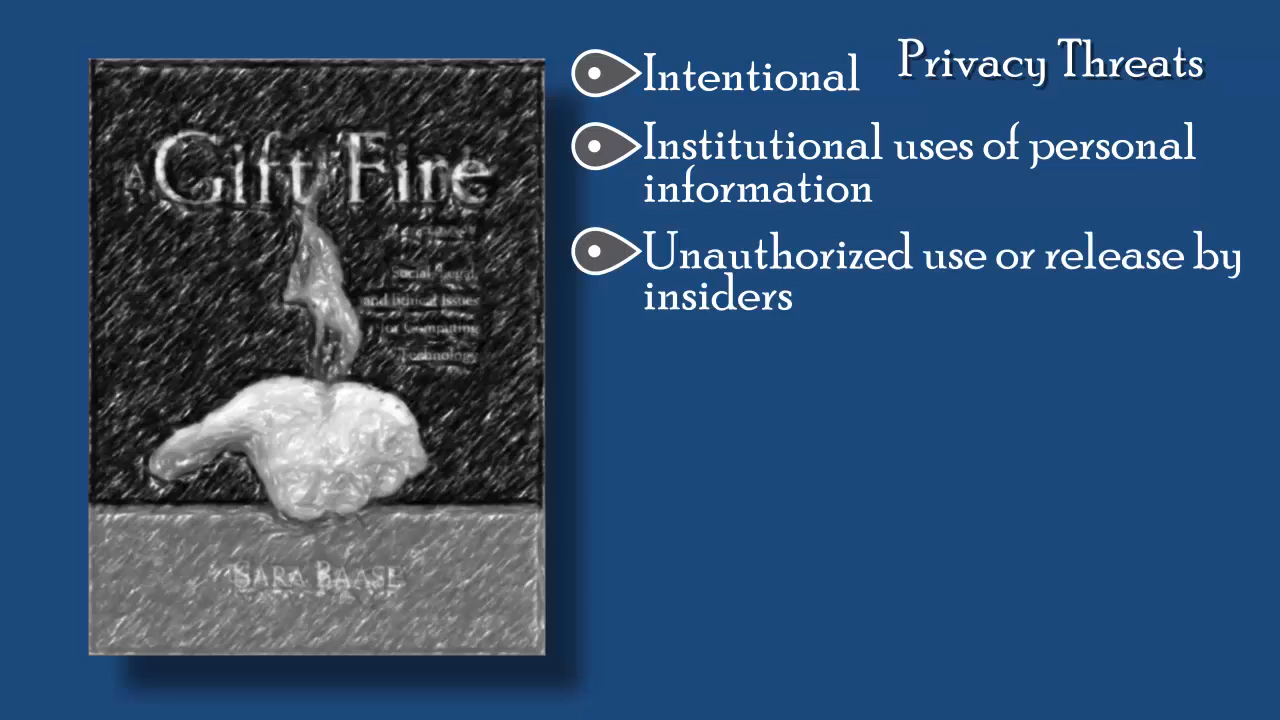 Privacy Threats
Intentional
Institutional uses of personal
information
Unauthorized use or release by
insiders
A Gift Fire
Social, Legal,
and Ethical Issues
for Computing
Technology
SARA BAASE